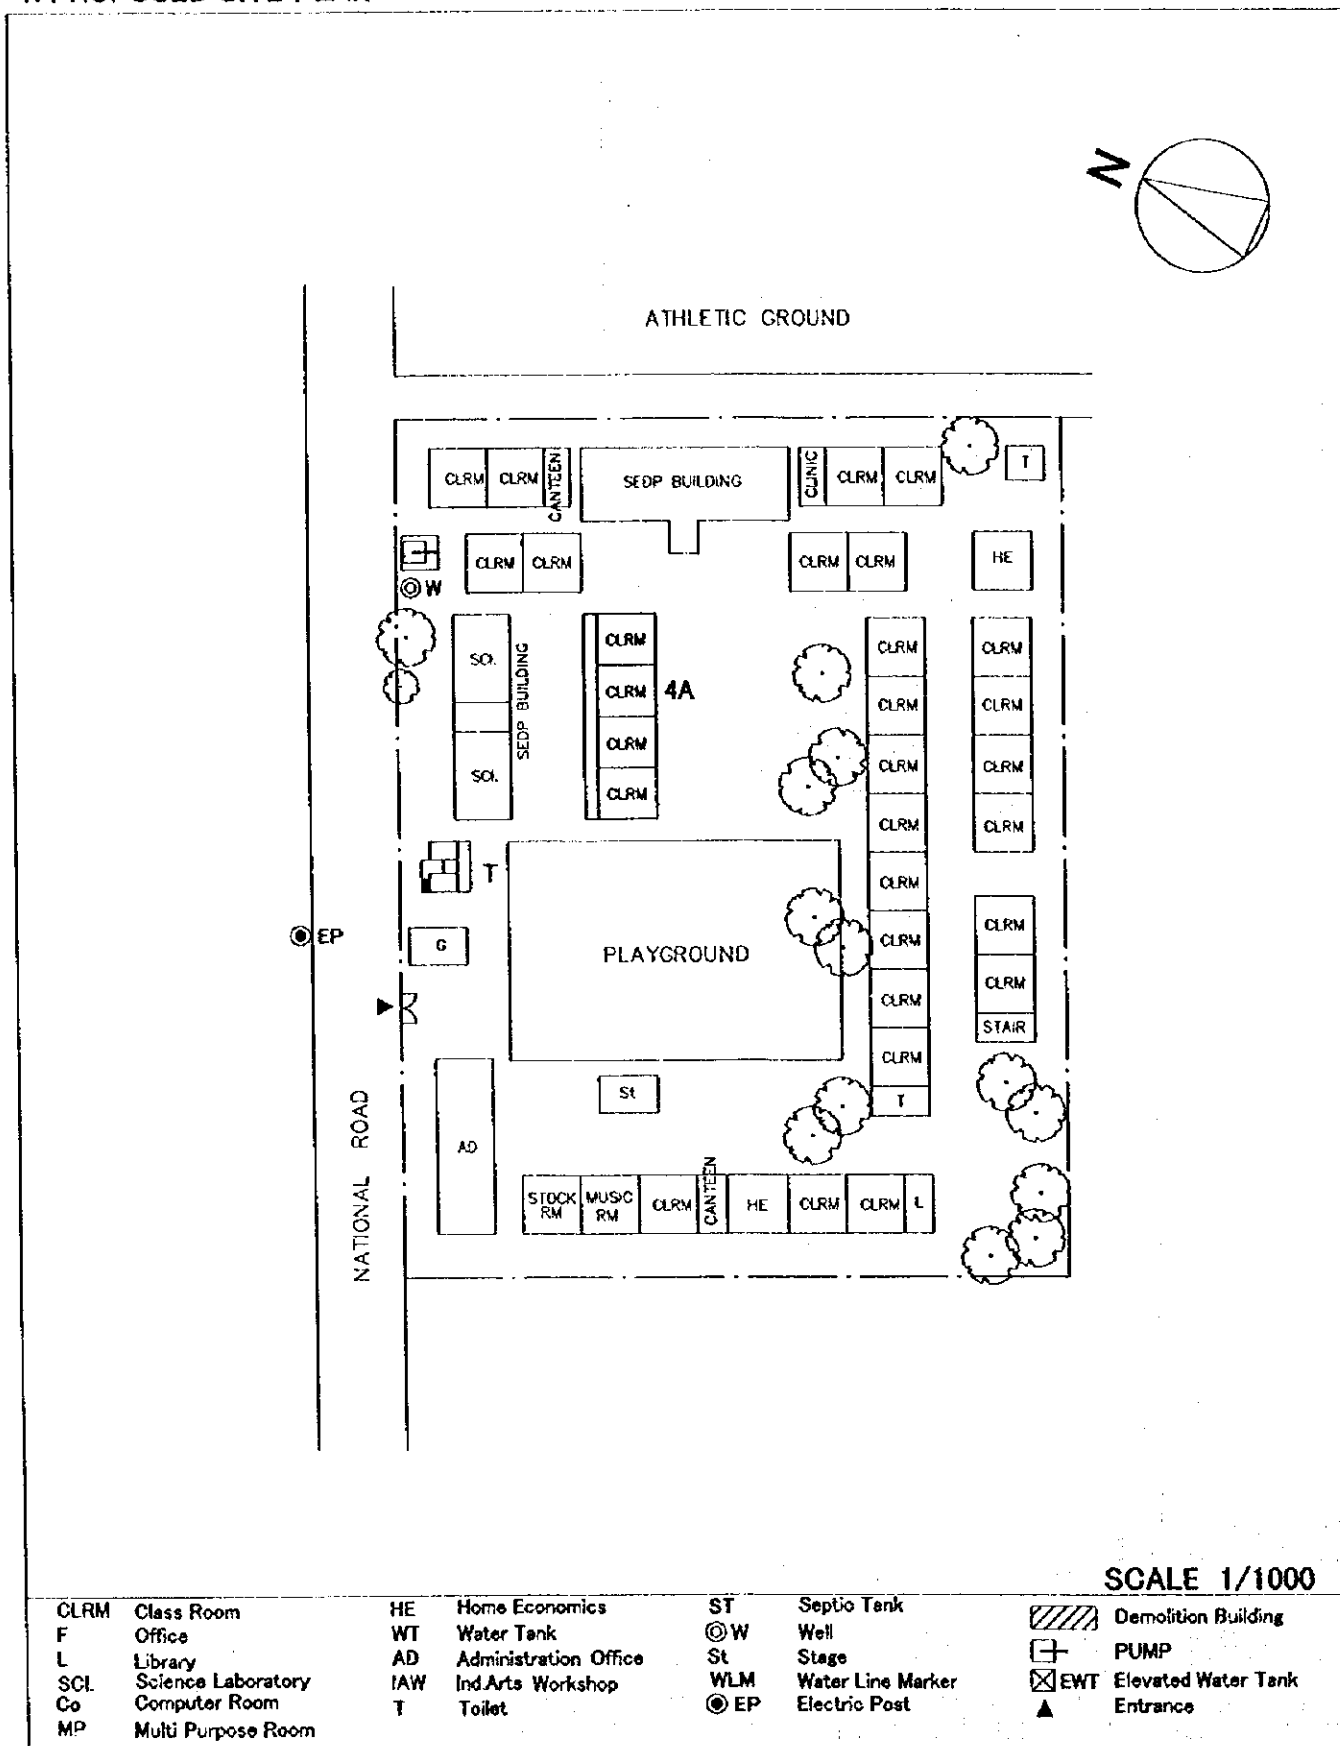 N
ATHLETIC GROUND
CLRM CLRM CANTEEN SEDP BUILDING CLINIC CLRM CLRM T
CLRM CLRM CLRM CLRM HE
W
SCI. SEDP BUILDING CLRM CLRM CLRM
CLRM 4A CLRM CLRM
SCI. CLRM CLRM CLRM
CLRM CLRM CLRM
T CLRM
EP G PLAYGROUND CLRM CLRM
CLRM CLRM
CLRM STAIR
St T
NATIONAL ROAD
AD
STOCK RM MUSIC RM CLRM CANTEEN HE CLRM CLRM L
SCALE 1/1000
CLRM Class Room HE Home Economics ST Septic Tank Demolition Building
F Office WT Water Tank W Well PUMP
L Library AD Administration Office St Stage EWT Elevated Water Tank
SCL Science Laboratory IAW Ind.Arts Workshop WLM Water Line Marker Entrance
Co Computer Room T Toilet EP Electric Post
MP Multi Purpose Room